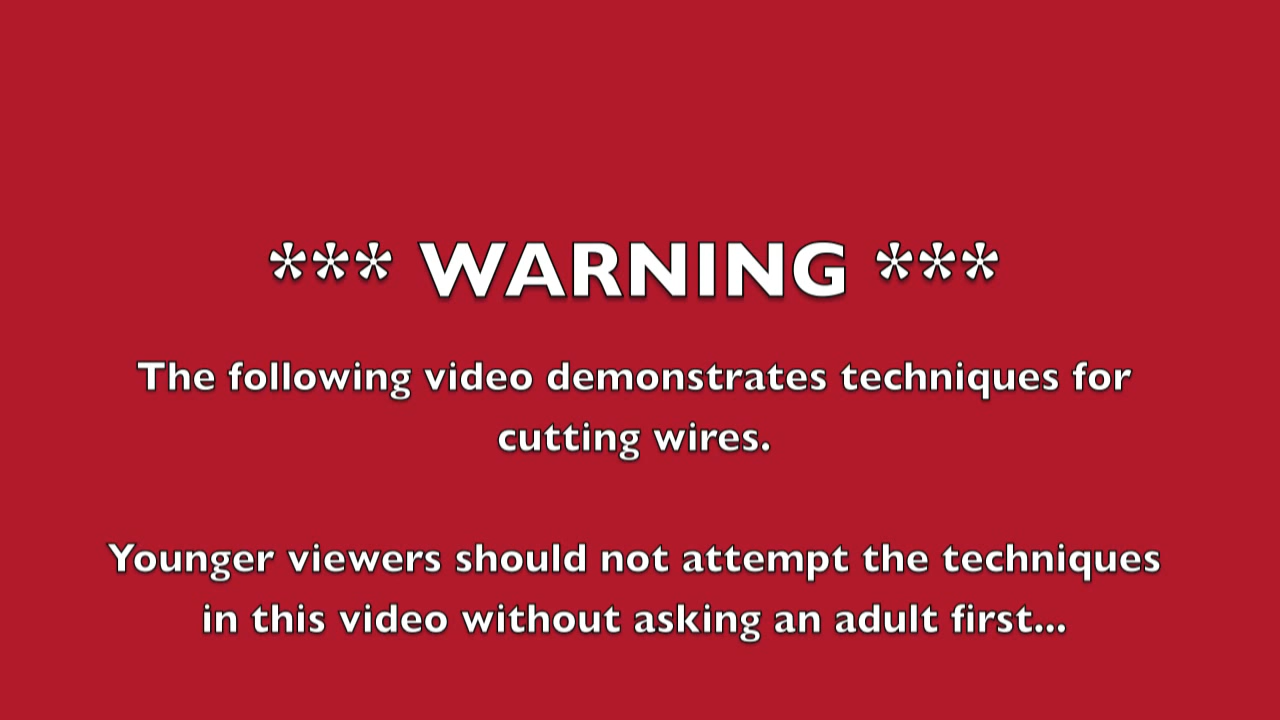 *** WARNING ***
The following video demonstrates techniques for
cutting wires.
Younger viewers should not attempt the techniques
in this video without asking an adult first...